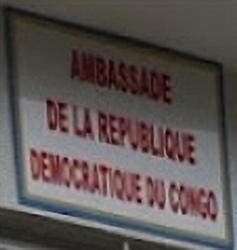 AMBASSADE
DE LA REPUBLIQUE
DEMOCRATIQUE DU CONGO